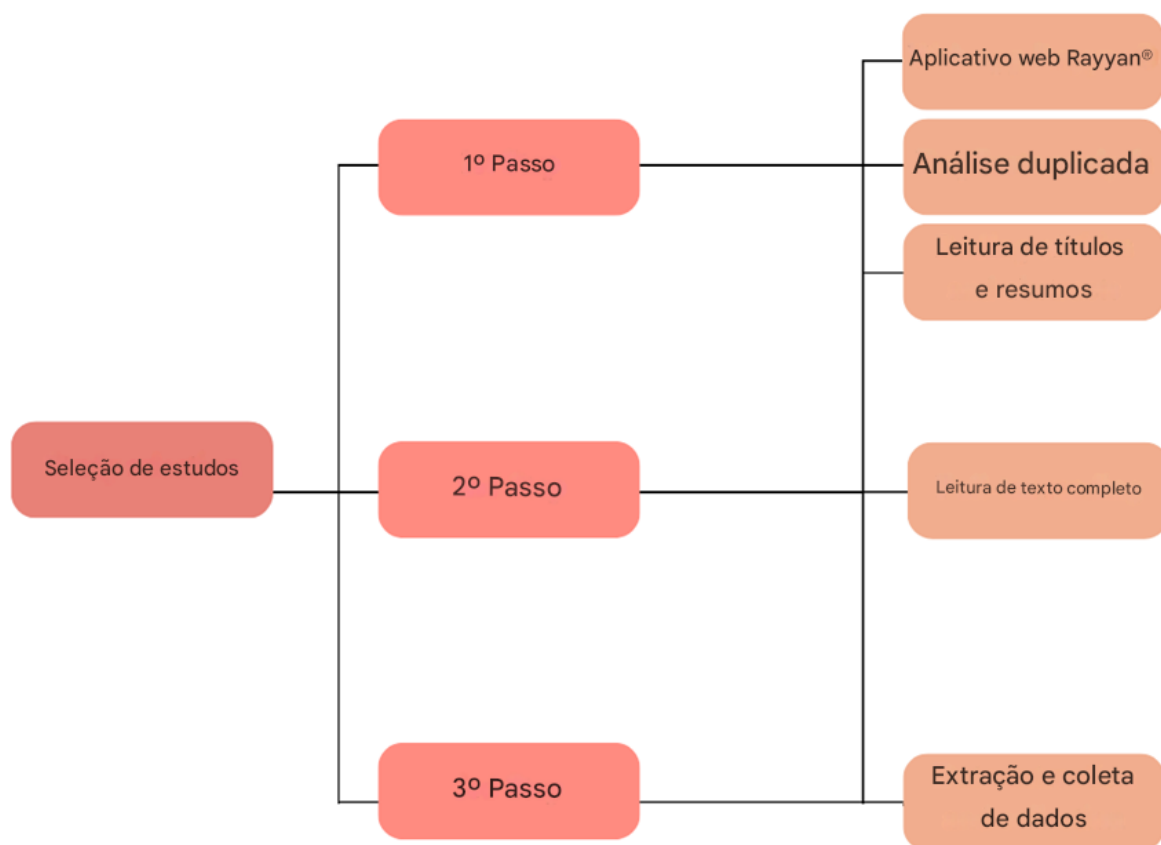 Aplicativo web Rayyan®
1º Passo
Análise duplicada
Leitura de títulos
e resumos
Seleção de estudos
2º Passo
Leitura de texto completo
3º Passo
Extração e coleta
de dados